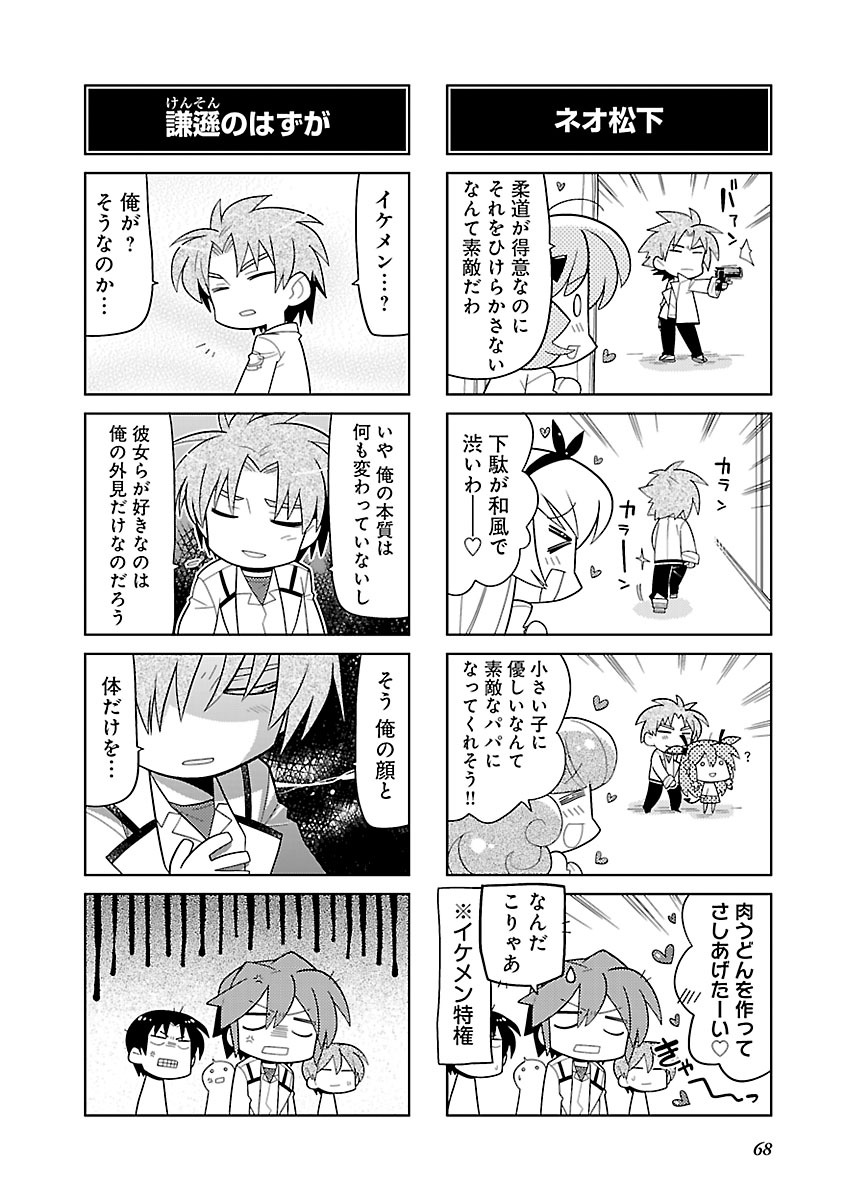 ネオ松下
バァン
柔道が得意なのに
それをひけらかさない
なんて素敵だわ
カラン
カラーン
下駄が和風で
渋いわ――♡
小さい子に
優しいなんて
素敵なパパに
なってくれそう!!
?
肉うどんを作って
さしあげたーい♡
なんだ
こりゃあ
※イケメン特権
きゃ〜っ
けんそん
謙遜のはずが
イケメン…?
俺が?
そうなのか…
いや 俺の本質は
何も変わっていないし
彼女らが好きなのは
俺の外見だけなのだろう
そう 俺の顔と
体だけを…
68